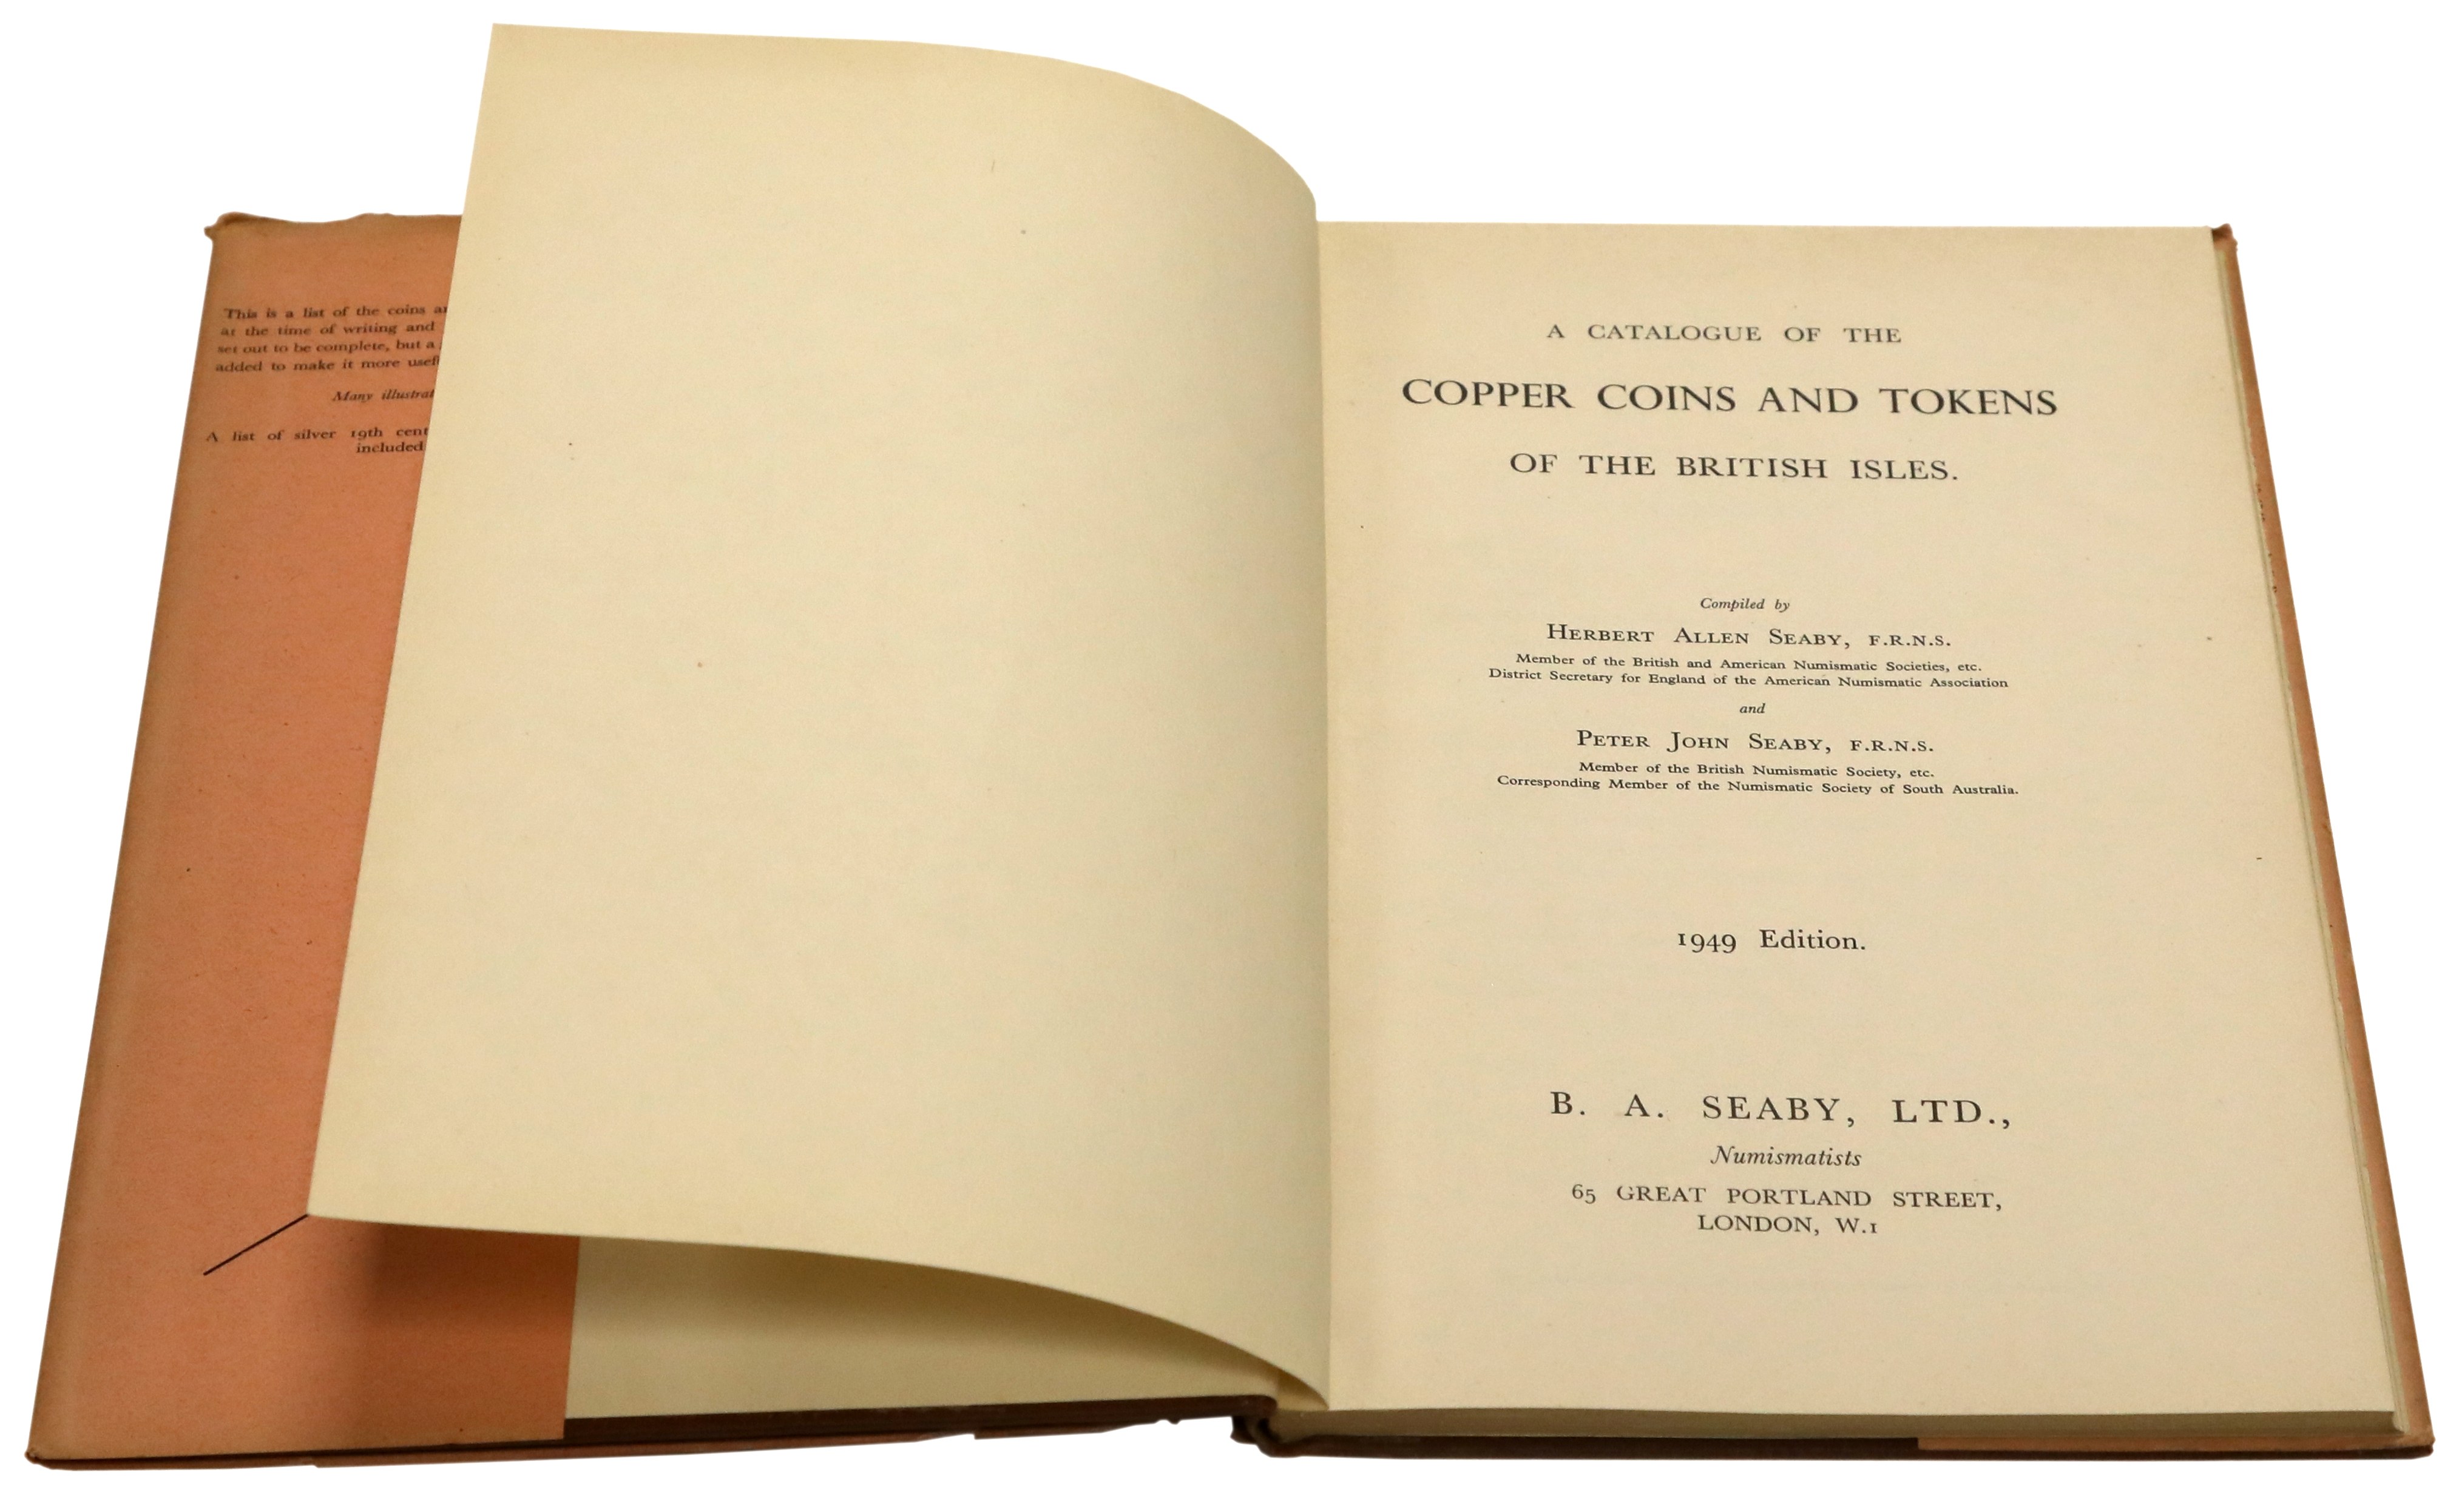 This is a list of the coins
at the time of writing and
set out to be complete, but a
added to make it more
Many
A list of silver 19th
included
A CATALOGUE OF THE
COPPER COINS AND TOKENS
OF THE BRITISH ISLES.
Compiled by
HERBERT ALLEN SEABY, F.R.N.S.
Member of the British and American Numismatic Societies, etc.
District Secretary for England of the American Numismatic Association
and
PETER JOHN SEABY, F.R.N.S.
Member of the British Numismatic Society, etc.
Corresponding Member of the Numismatic Society of South Australia.
1949 Edition.
B. A. SEABY, LTD.,
Numismatists
65 GREAT PORTLAND STREET,
LONDON, W.1